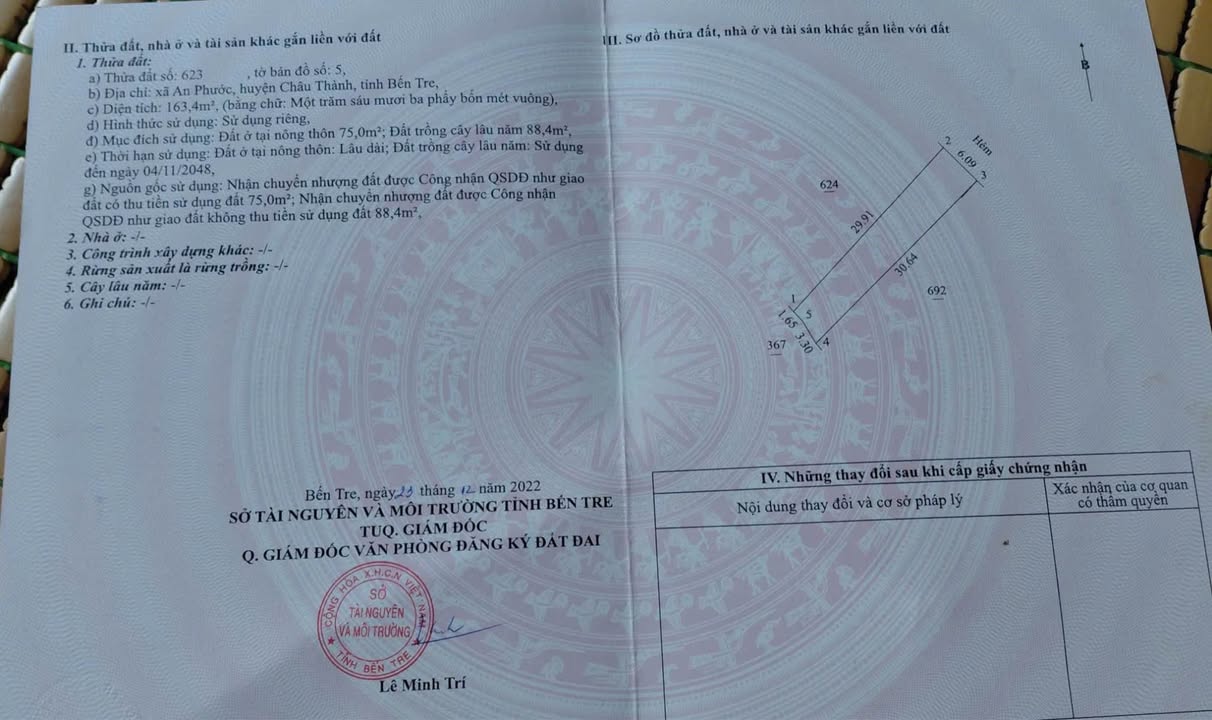 II. Thửa đất, nhà ở và tài sản khác gắn liền với đất
1. Thửa đất:
a) Thửa đất số: 623 , tờ bản đồ số: 5,
b) Địa chỉ: xã An Phước, huyện Châu Thành, tỉnh Bến Tre,
c) Diện tích: 163,4m², (bằng chữ: Một trăm sáu mươi ba phẩy bốn mét vuông),
d) Hình thức sử dụng: Sử dụng riêng,
đ) Mục đích sử dụng: Đất ở tại nông thôn 75,0m²; Đất trồng cây lâu năm 88,4m²,
e) Thời hạn sử dụng: Đất ở tại nông thôn: Lâu dài; Đất trồng cây lâu năm: Sử dụng
đến ngày 04/11/2048,
g) Nguồn gốc sử dụng: Nhận chuyển nhượng đất được Công nhận QSDĐ như giao
đất có thu tiền sử dụng đất 75,0m²; Nhận chuyển nhượng đất được Công nhận
QSDĐ như giao đất không thu tiền sử dụng đất 88,4m²,
2. Nhà ở: -/-
3. Công trình xây dựng khác: -/-
4. Rừng sản xuất là rừng trồng: -/-
5. Cây lâu năm: -/-
6. Ghi chú: -/-
Bến Tre, ngày 23 tháng 12 năm 2022
SỞ TÀI NGUYÊN VÀ MÔI TRƯỜNG TỈNH BẾN TRE
TUQ. GIÁM ĐỐC
Q. GIÁM ĐỐC VĂN PHÒNG ĐĂNG KÝ ĐẤT ĐAI
CỘNG HÒA X.H.C.N VIỆT NAM
SỞ
TÀI NGUYÊN
VÀ MÔI TRƯỜNG
TỈNH BẾN TRE
Lê Minh Trí
III. Sơ đồ thửa đất, nhà ở và tài sản khác gắn liền với đất
B
Hẻm
2
6.09
3
624
29.91
30.64
692
1
5
1.65
3.30
4
367
IV. Những thay đổi sau khi cấp giấy chứng nhận
Nội dung thay đổi và cơ sở pháp lý
Xác nhận của cơ quan
có thẩm quyền